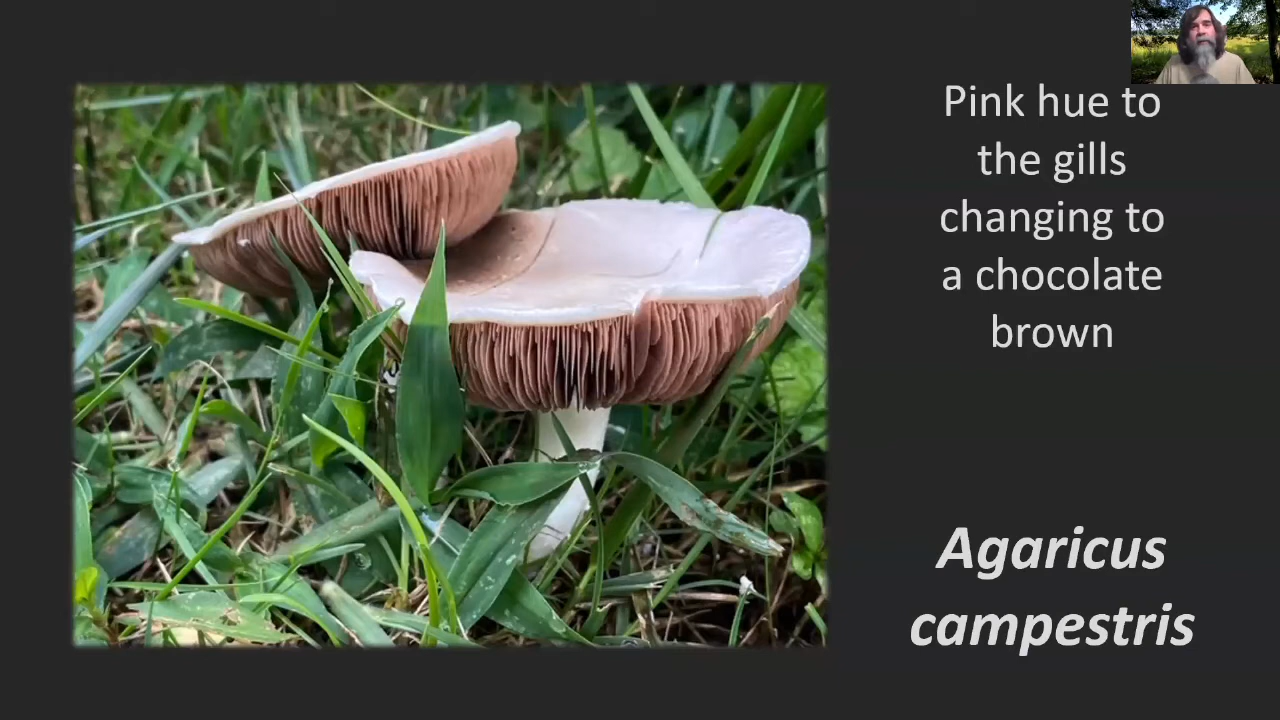 Pink hue to
the gills
changing to
a chocolate
brown
Agaricus
campestris